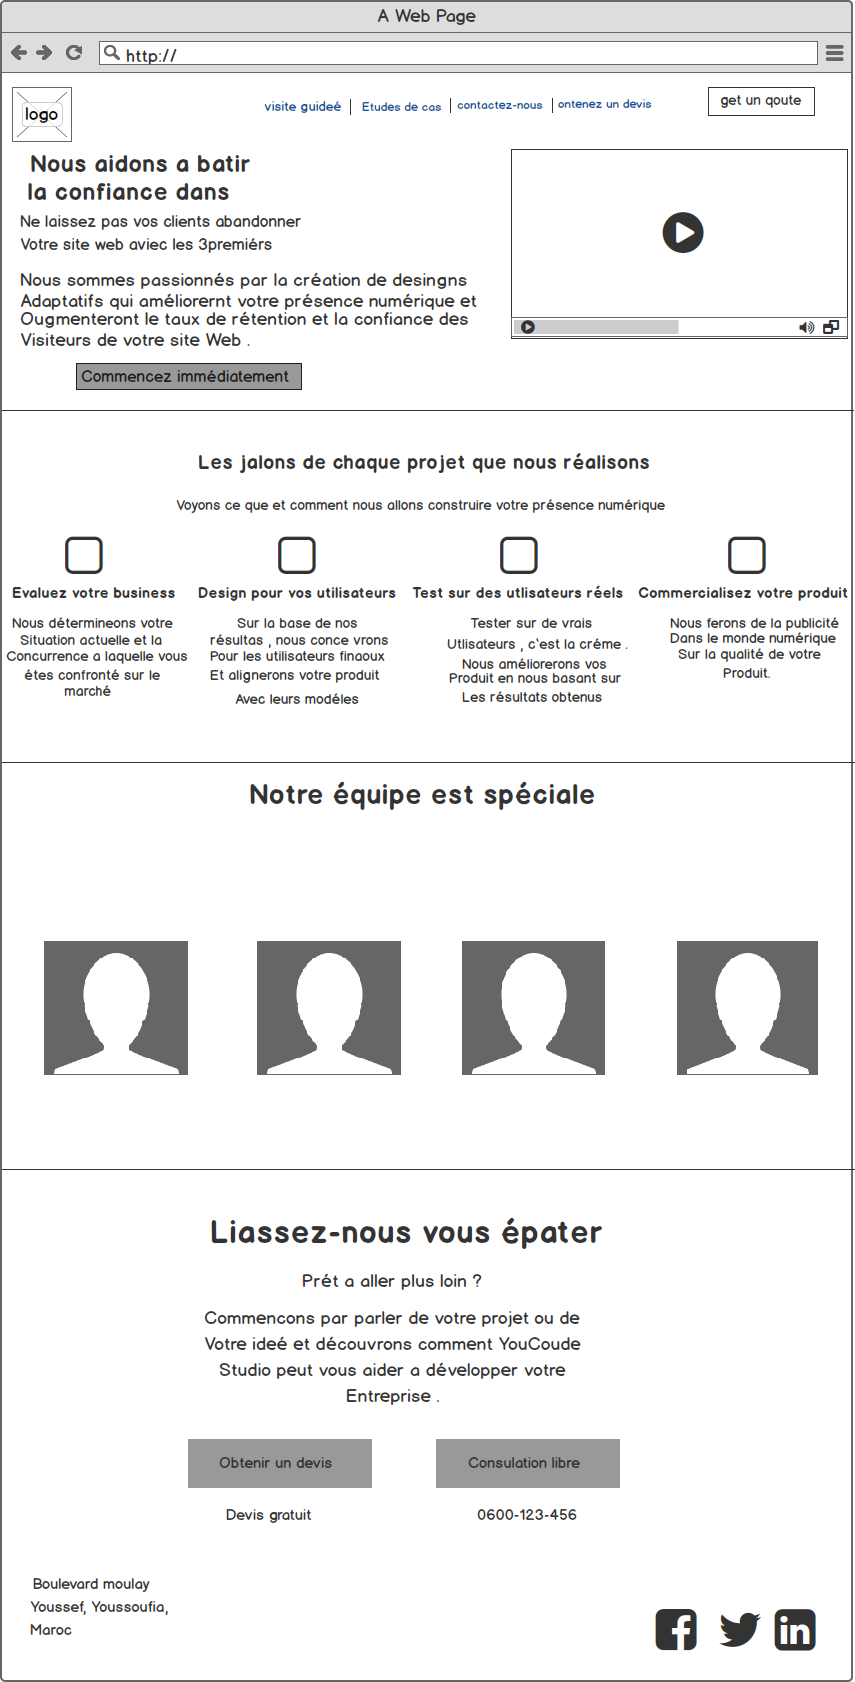 A Web Page
http://
logo
visite guideé | Etudes de cas | contactez-nous | ontenez un devis
get un qoute
Nous aidons a batir
la confiance dans
Ne laissez pas vos clients abandonner
Votre site web aviec les 3premiérs
Nous sommes passionnés par la création de desingns
Adaptatifs qui améliorernt votre présence numérique et
Ougmenteront le taux de rétention et la confiance des
Visiteurs de votre site Web .
Commencez immédiatement
Les jalons de chaque projet que nous réalisons
Voyons ce que et comment nous allons construire votre présence numérique
Evaluez votre business
Nous détermineons votre
Situation actuelle et la
Concurrence a laquelle vous
étes confronté sur le
marché
Design pour vos utilisateurs
Sur la base de nos
résultas , nous conce vrons
Pour les utilisateurs finaoux
Et alignerons votre produit
Avec leurs modéles
Test sur des utlisateurs réels
Tester sur de vrais
Utlisateurs , c'est la créme .
Nous améliorerons vos
Produit en nous basant sur
Les résultats obtenus
Commercialisez votre produit
Nous ferons de la publicité
Dans le monde numérique
Sur la qualité de votre
Produit.
Notre équipe est spéciale
Liassez-nous vous épater
Prét a aller plus loin ?
Commencons par parler de votre projet ou de
Votre ideé et découvrons comment YouCoude
Studio peut vous aider a développer votre
Entreprise .
Obtenir un devis
Consulation libre
Devis gratuit
0600-123-456
Boulevard moulay
Youssef, Youssoufia,
Maroc